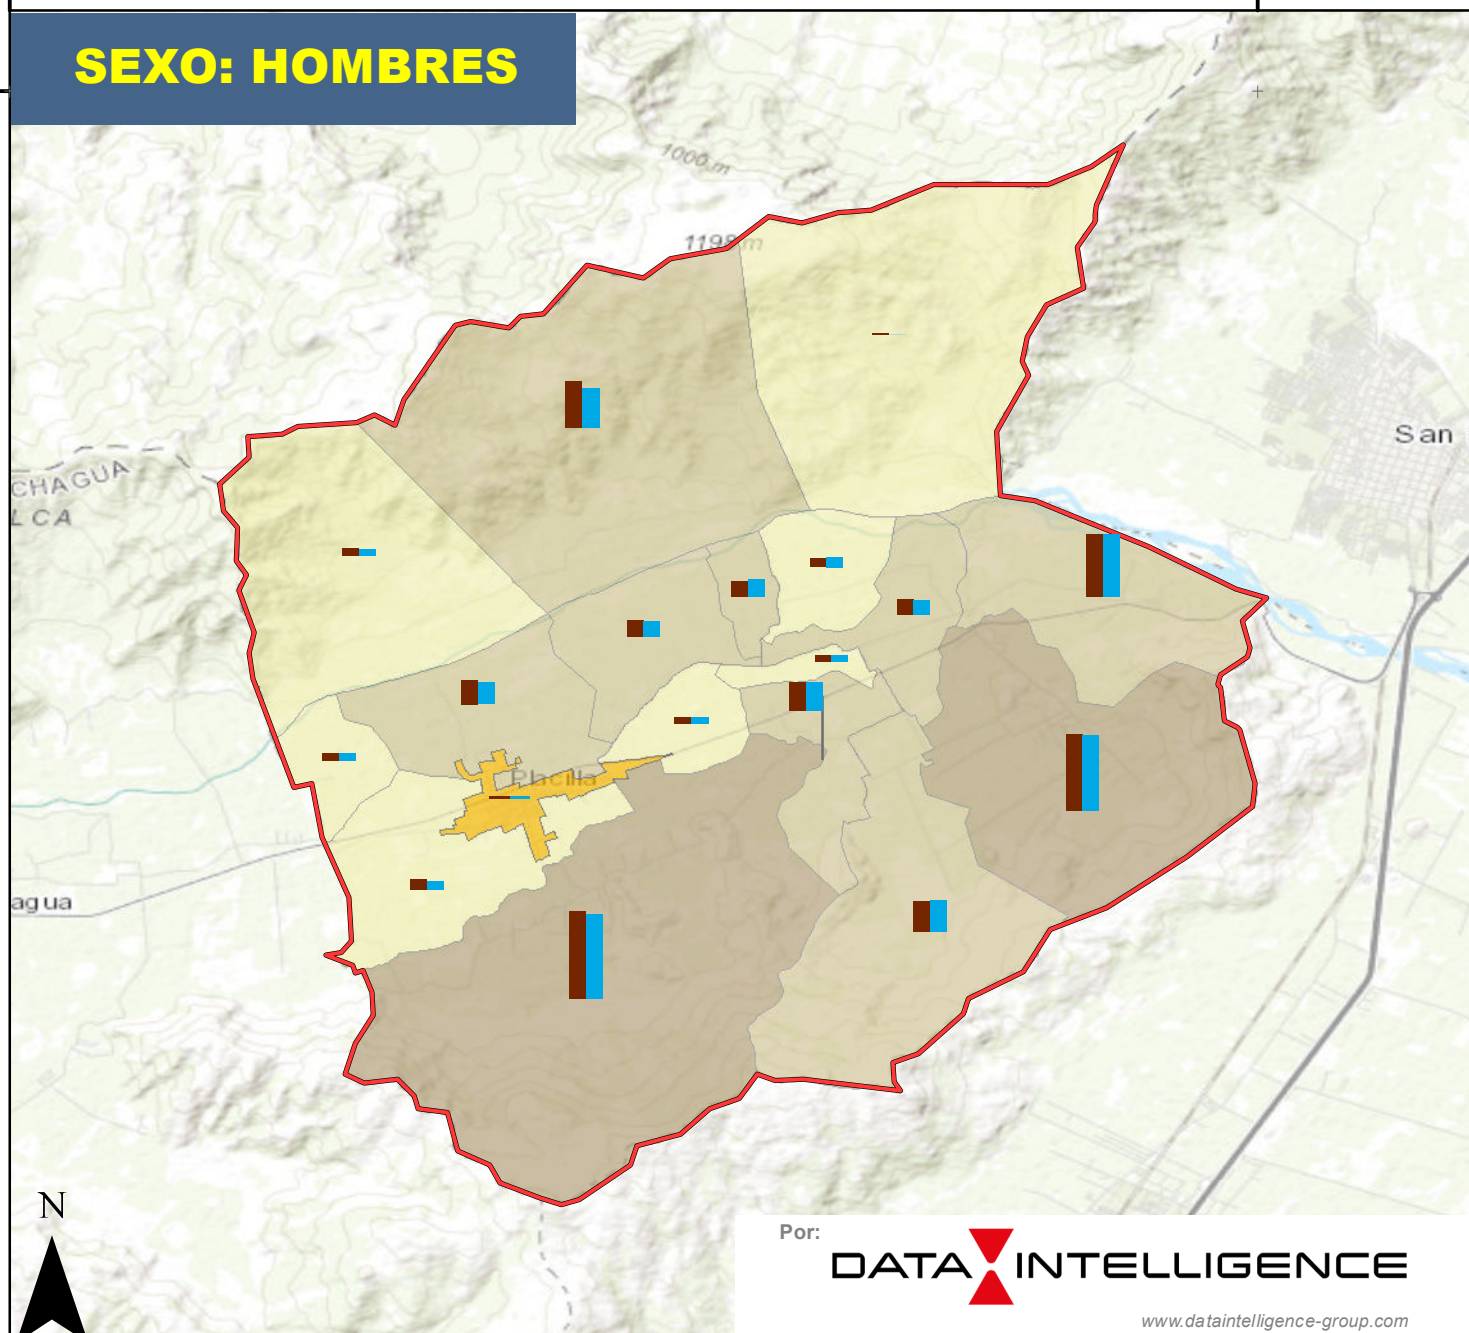 SEXO: HOMBRES
1000 m
1198 m
San
CHAGUA
LCA
Placilla
agua
N
Por:
DATA INTELLIGENCE
www.dataintelligence-group.com